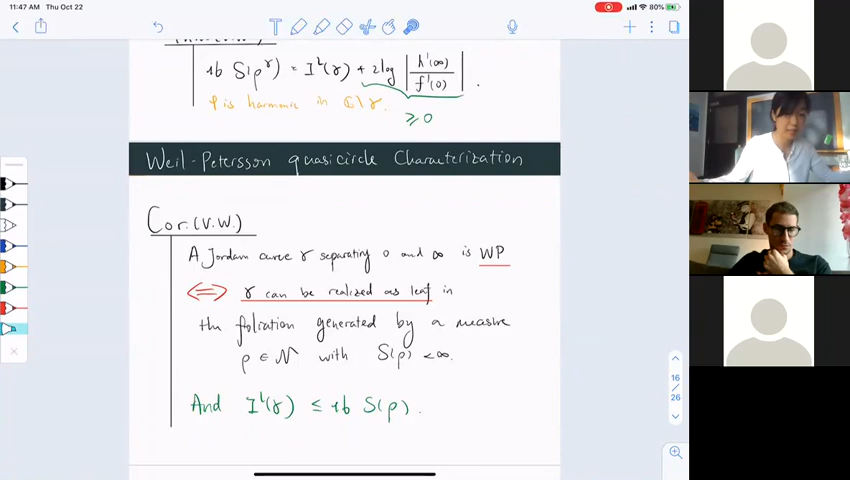 11:47 AM Thu Oct 22
80%
16 S(ρ^γ) = I^L(γ) + 2log |h'(∞)/f'(0)|.
φ is harmonic in ℂ\γ.
≥ 0
Weil-Petersson quasicircle Characterization
Cor. (V.W.)
A Jordan curve γ separating 0 and ∞ is WP
⟺ γ can be realized as leaf in
the foliation generated by a measure
ρ ∈ N with S(ρ) < ∞.
And I^L(γ) ≤ 16 S(ρ).
16
/
26